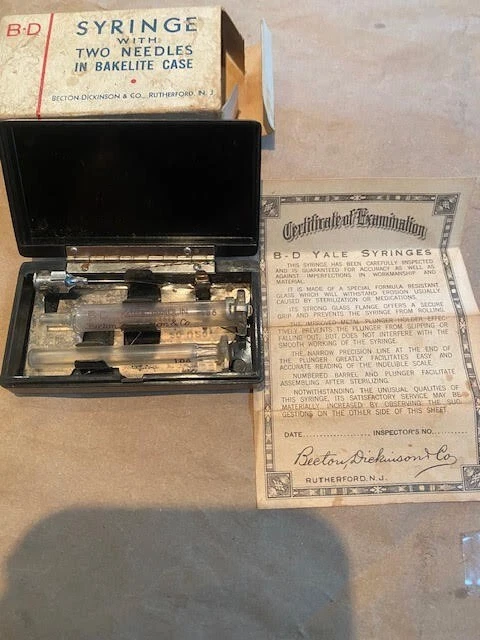 B-D
SYRINGE
WITH
TWO NEEDLES
IN BAKELITE CASE
BECTON-DICKINSON & CO., RUTHERFORD, N. J.
Certificate of Examination
B-D YALE SYRINGES
THIS SYRINGE HAS BEEN CAREFULLY INSPECTED
AND IS GUARANTEED FOR ACCURACY AS WELL AS
AGAINST IMPERFECTIONS IN WORKMANSHIP AND
MATERIAL.
IT IS MADE OF A SPECIAL FORMULA RESISTANT
GLASS WHICH WILL WITHSTAND EROSION USUALLY
CAUSED BY STERILIZATION OR MEDICATIONS.
ITS STRONG GLASS FLANGE OFFERS A SECURE
GRIP AND PREVENTS THE SYRINGE FROM ROLLING.
THE IMPROVED METAL PLUNGER-HOLDER EFFEC-
TIVELY PREVENTS THE PLUNGER FROM SLIPPING OR
FALLING OUT, BUT DOES NOT INTERFERE WITH THE
SMOOTH WORKING OF THE SYRINGE.
THE NARROW PRECISION LINE AT THE END OF
THE PLUNGER GREATLY FACILITATES EASY AND
ACCURATE READING OF THE INDELIBLE SCALE.
NUMBERED BARREL AND PLUNGER FACILITATE
ASSEMBLING AFTER STERILIZING.
NOTWITHSTANDING THE UNUSUAL QUALITIES OF
THIS SYRINGE, ITS SATISFACTORY SERVICE MAY BE
MATERIALLY INCREASED BY OBSERVING THE SUG-
GESTIONS ON THE OTHER SIDE OF THIS SHEET.
DATE................ INSPECTOR'S NO...........
Becton, Dickinson & Co
RUTHERFORD, N. J.